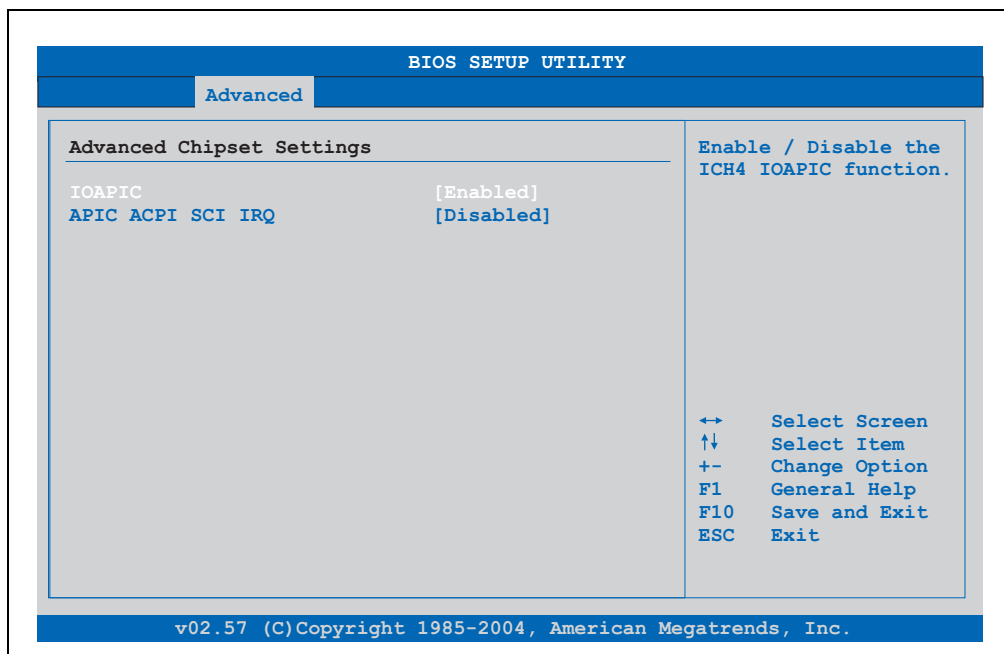 BIOS SETUP UTILITY
Advanced
Advanced Chipset Settings
IOAPIC [Enabled]
APIC ACPI SCI IRQ [Disabled]
Enable / Disable the
ICH4 IOAPIC function.
↔ Select Screen
↑↓ Select Item
+- Change Option
F1 General Help
F10 Save and Exit
ESC Exit
v02.57 (C)Copyright 1985-2004, American Megatrends, Inc.